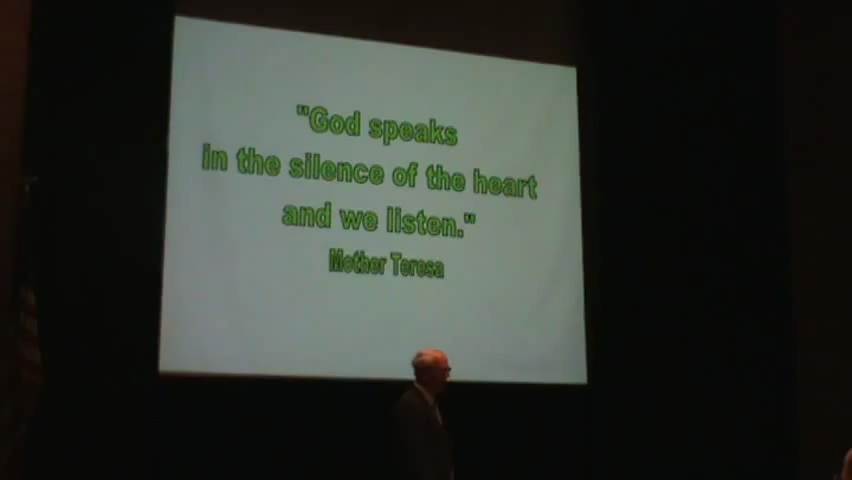 "God speaks
in the silence of the heart
and we listen."
Mother Teresa